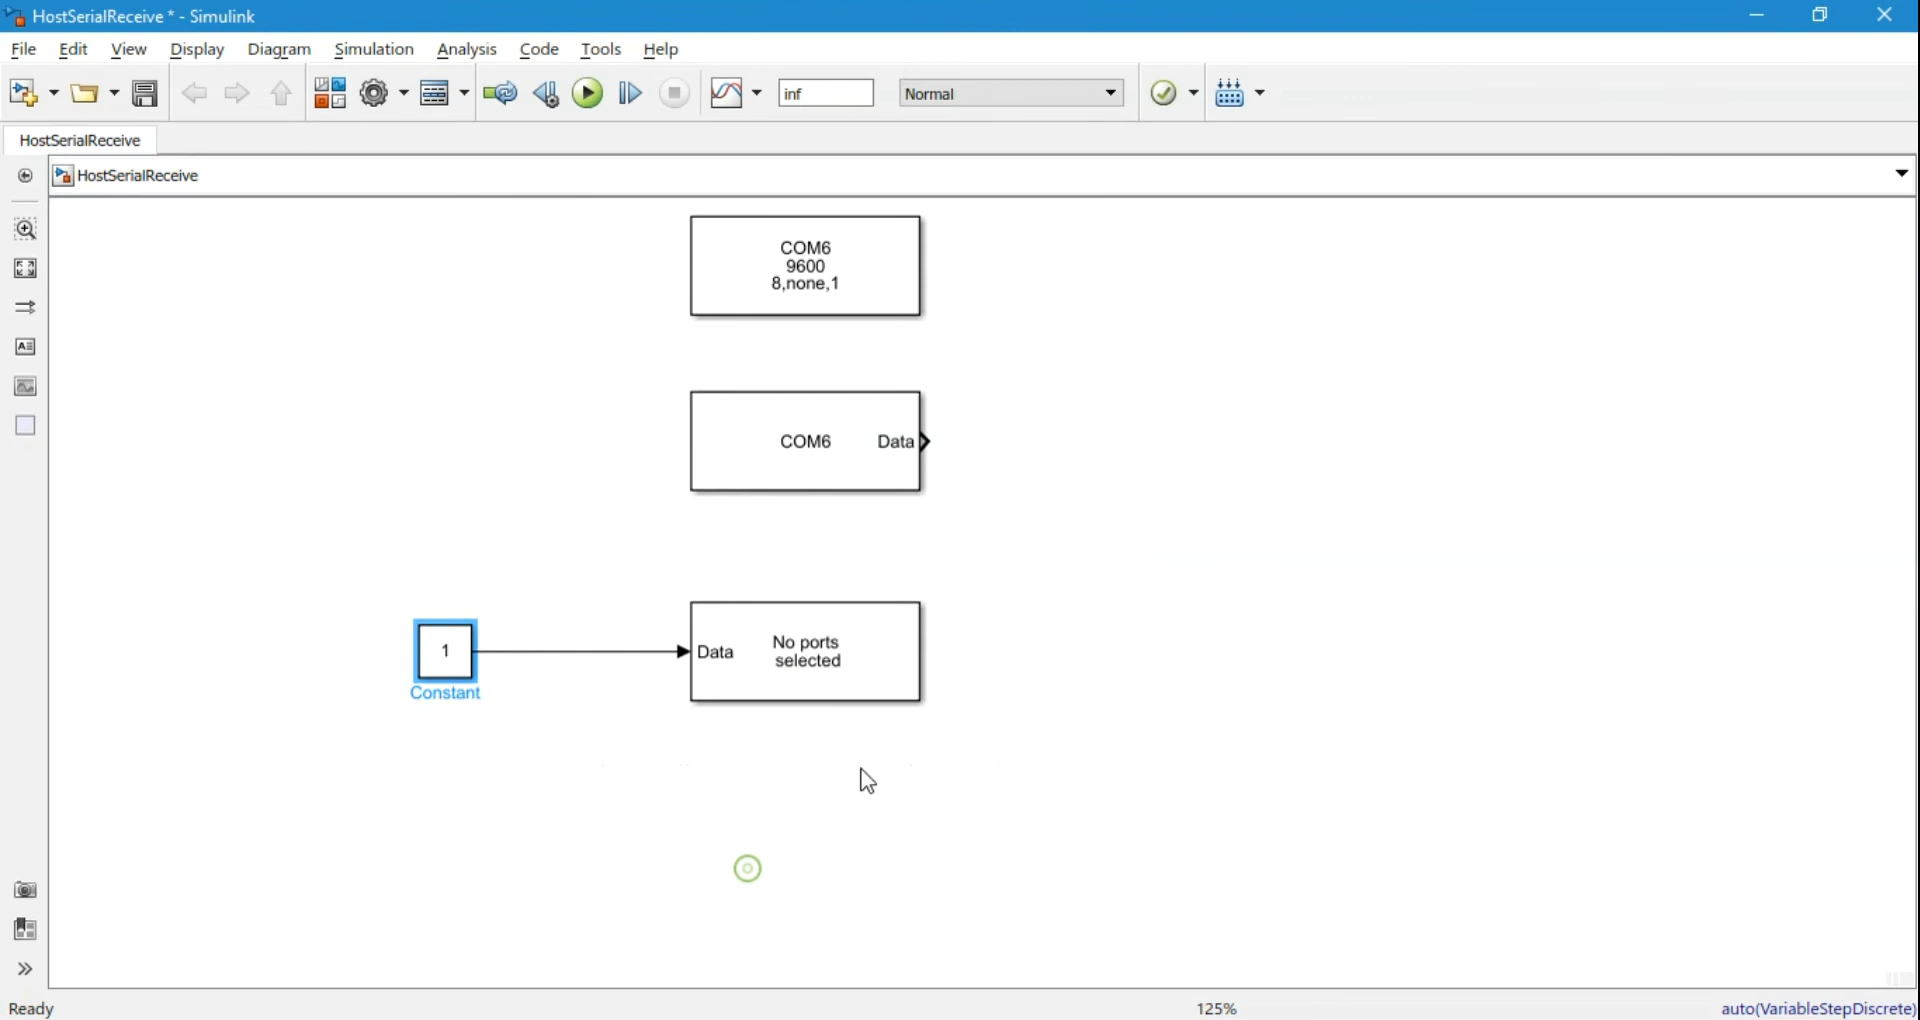 HostSerialReceive * - Simulink
File Edit View Display Diagram Simulation Analysis Code Tools Help
inf Normal
HostSerialReceive
HostSerialReceive
COM6
9600
8,none,1
COM6 Data
1
Constant
Data
No ports
selected
Ready 125% auto(VariableStepDiscrete)